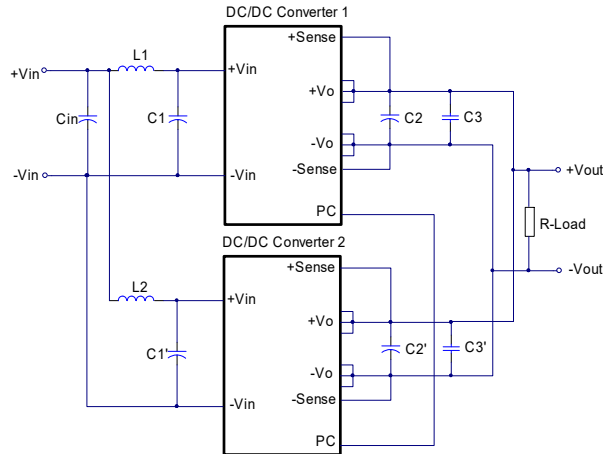 DC/DC Converter 1
+Sense
L1
+Vin
+Vin
+Vo
Cin
C1
C2
C3
-Vo
-Vin
-Vin
-Sense
+Vout
PC
R-Load
DC/DC Converter 2
+Sense
-Vout
L2
+Vin
+Vo
C1'
C2'
C3'
-Vo
-Vin
-Sense
PC